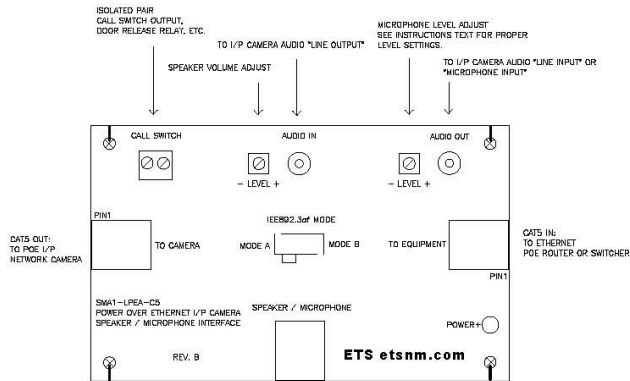 ISOLATED PAIR
CALL SWITCH OUTPUT,
DOOR RELEASE RELAY, ETC.
MICROPHONE LEVEL ADJUST
SEE INSTRUCTIONS TEXT FOR PROPER
LEVEL SETTINGS.
TO I/P CAMERA AUDIO "LINE OUTPUT"
SPEAKER VOLUME ADJUST
TO I/P CAMERA AUDIO "LINE INPUT" OR
"MICROPHONE INPUT"
CALL SWITCH
AUDIO IN
AUDIO OUT
- LEVEL +
- LEVEL +
PIN1
IEE802.3af MODE
CAT5 OUT:
TO POE I/P
NETWORK CAMERA
TO CAMERA
MODE A
MODE B
TO EQUIPMENT
CAT5 IN:
TO ETHERNET
POE ROUTER OR SWITCHER
PIN1
SMA1-LPEA-C5
POWER OVER ETHERNET I/P CAMERA
SPEAKER / MICROPHONE INTERFACE
SPEAKER / MICROPHONE
POWER+
REV. B
ETS etsnm.com